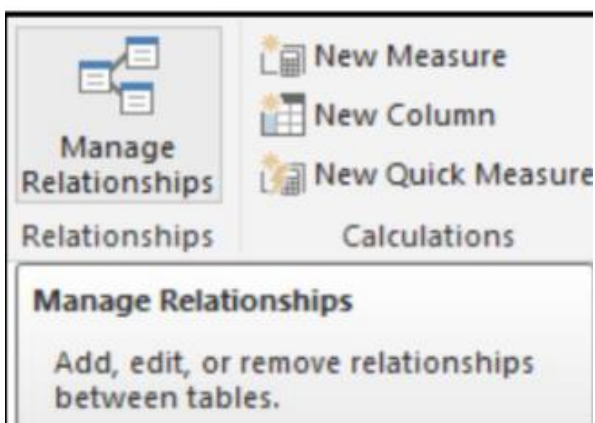 Manage
Relationships
Relationships
New Measure
New Column
New Quick Measure
Calculations
Manage Relationships
Add, edit, or remove relationships
between tables.